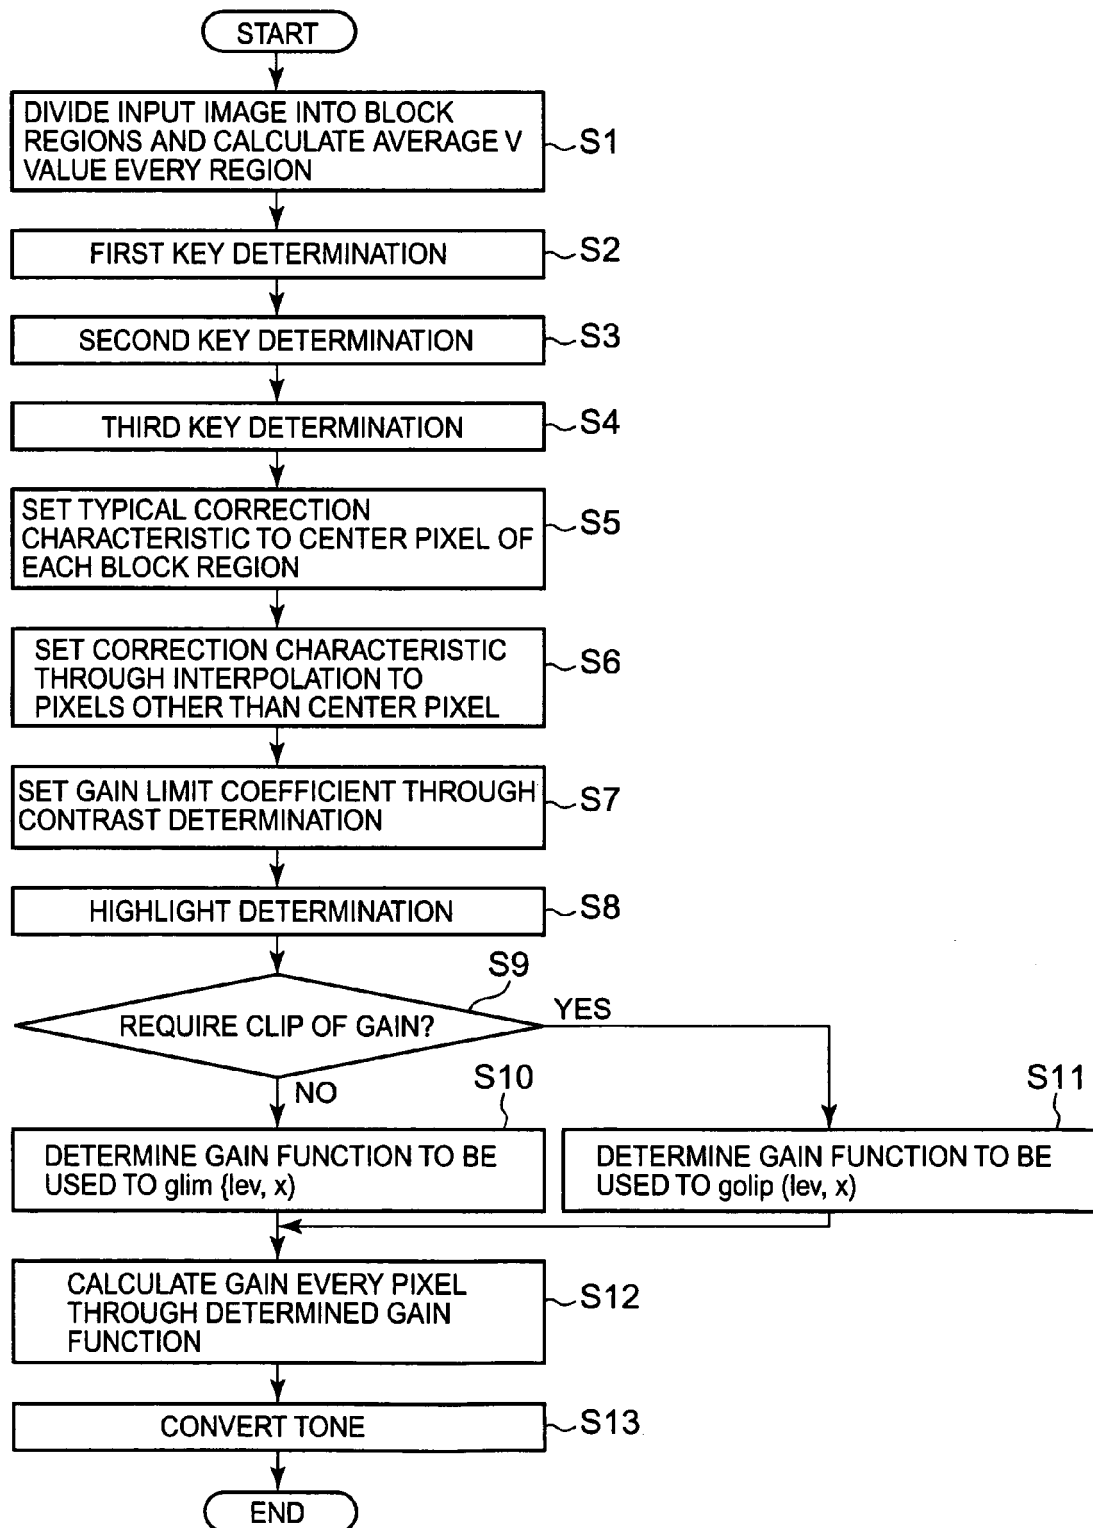 START
DIVIDE INPUT IMAGE INTO BLOCK
REGIONS AND CALCULATE AVERAGE V
VALUE EVERY REGION
S1
FIRST KEY DETERMINATION
S2
SECOND KEY DETERMINATION
S3
THIRD KEY DETERMINATION
S4
SET TYPICAL CORRECTION
CHARACTERISTIC TO CENTER PIXEL OF
EACH BLOCK REGION
S5
SET CORRECTION CHARACTERISTIC
THROUGH INTERPOLATION TO
PIXELS OTHER THAN CENTER PIXEL
S6
SET GAIN LIMIT COEFFICIENT THROUGH
CONTRAST DETERMINATION
S7
HIGHLIGHT DETERMINATION
S8
S9
REQUIRE CLIP OF GAIN?
YES
NO
S10
DETERMINE GAIN FUNCTION TO BE
USED TO glim {lev, x)
S11
DETERMINE GAIN FUNCTION TO BE
USED TO golip (lev, x)
CALCULATE GAIN EVERY PIXEL
THROUGH DETERMINED GAIN
FUNCTION
S12
CONVERT TONE
S13
END